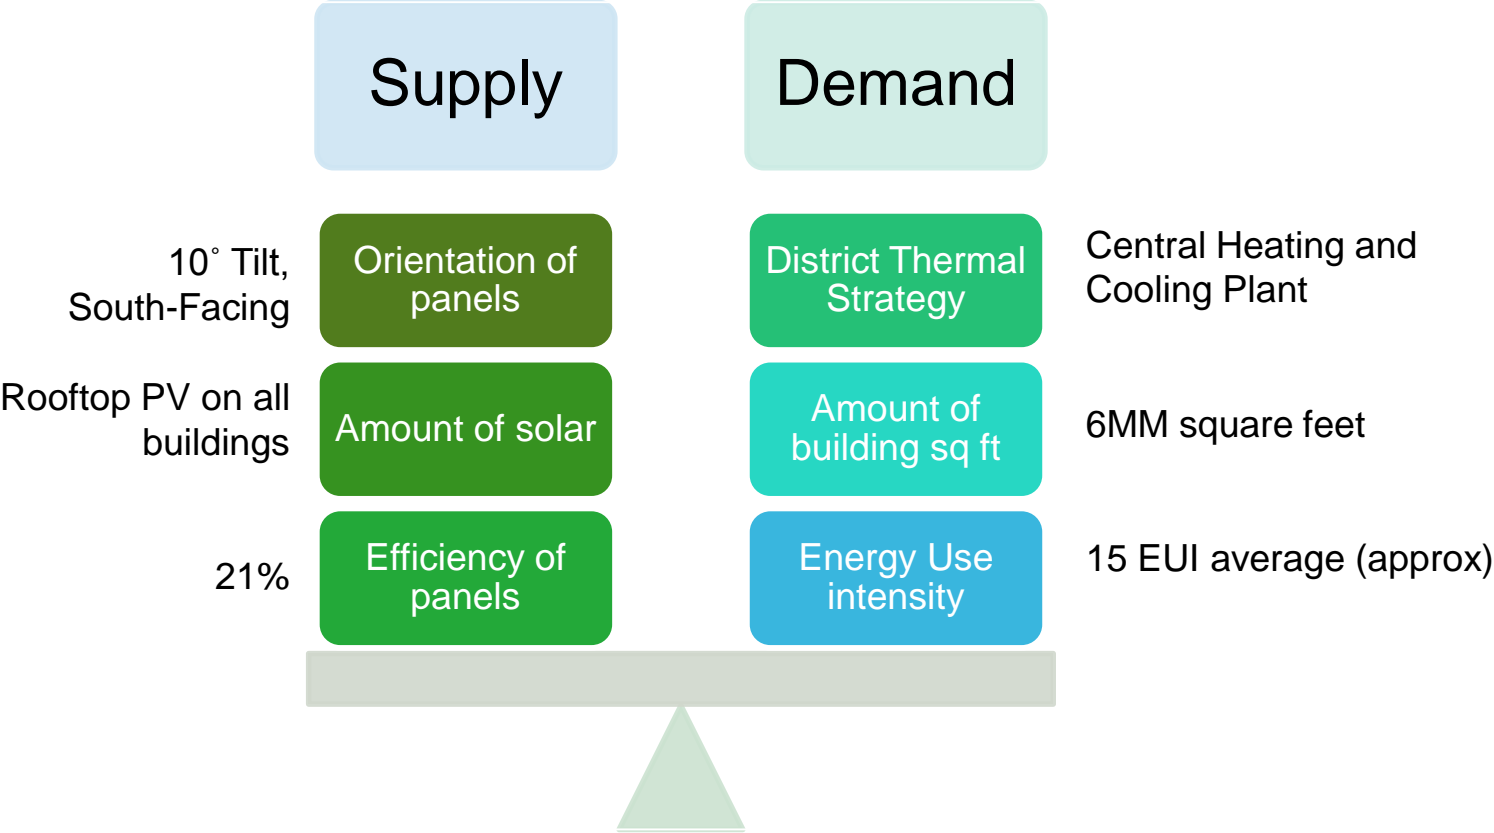 Supply
Demand
10˚ Tilt,
South-Facing
Orientation of
panels
District Thermal
Strategy
Central Heating and
Cooling Plant
Rooftop PV on all
buildings
Amount of solar
Amount of
building sq ft
6MM square feet
21%
Efficiency of
panels
Energy Use
intensity
15 EUI average (approx)